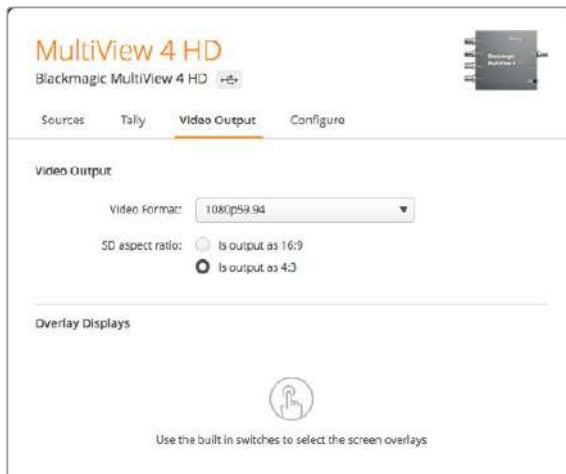 MultiView 4 HD
Blackmagic MultiView 4 HD
Sources Tally Video Output Configure
Video Output
Video Format: 1080p59.94
SD aspect ratio: Is output as 16:9
Is output as 4:3
Overlay Displays
Use the built in switches to select the screen overlays